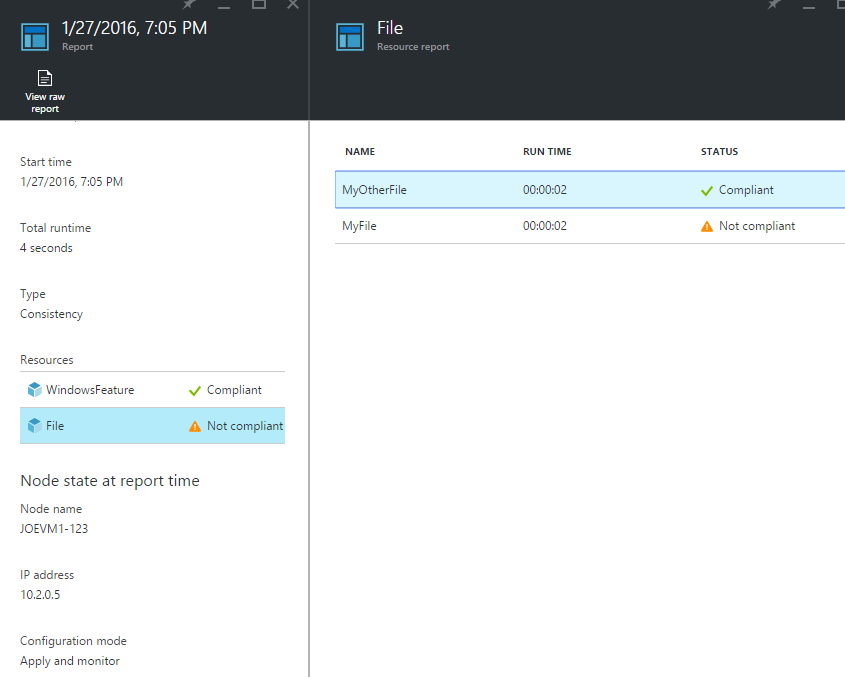 1/27/2016, 7:05 PM
Report
View raw
report
Start time
1/27/2016, 7:05 PM
Total runtime
4 seconds
Type
Consistency
Resources
WindowsFeature Compliant
File Not compliant
Node state at report time
Node name
JOEVM1-123
IP address
10.2.0.5
Configuration mode
Apply and monitor
File
Resource report
NAME RUN TIME STATUS
MyOtherFile 00:00:02 Compliant
MyFile 00:00:02 Not compliant